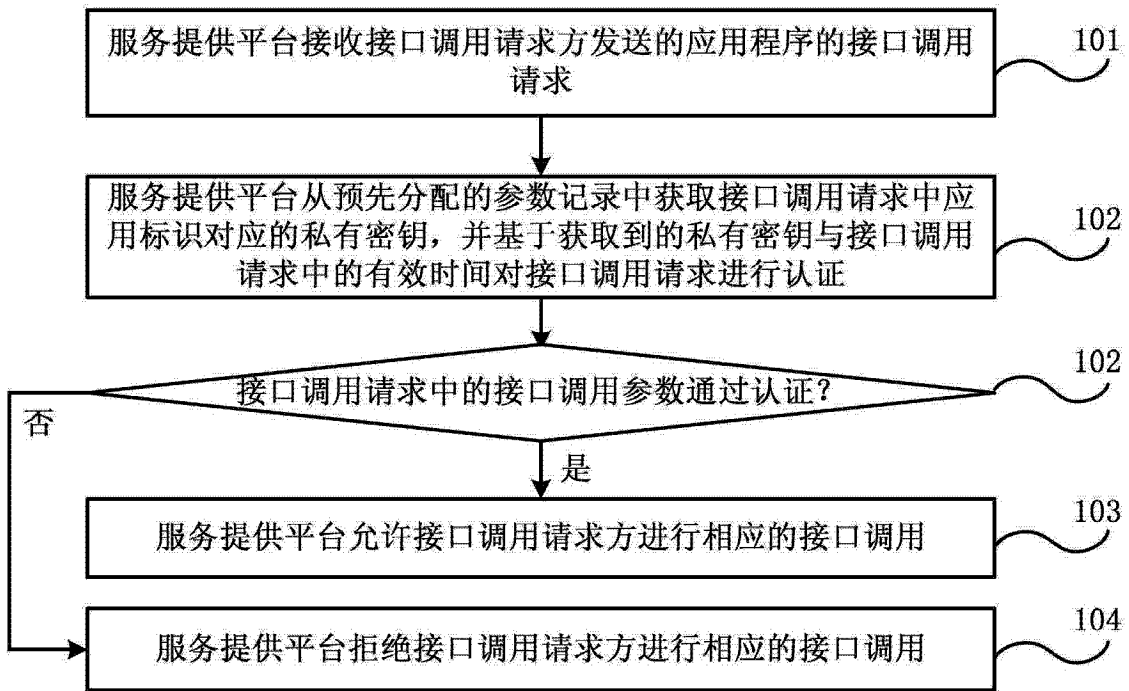 服务提供平台接收接口调用请求方发送的应用程序的接口调用
请求
101
服务提供平台从预先分配的参数记录中获取接口调用请求中应
用标识对应的私有密钥，并基于获取到的私有密钥与接口调用
请求中的有效时间对接口调用请求进行认证
102
接口调用请求中的接口调用参数通过认证？
102
否
是
服务提供平台允许接口调用请求方进行相应的接口调用
103
服务提供平台拒绝接口调用请求方进行相应的接口调用
104